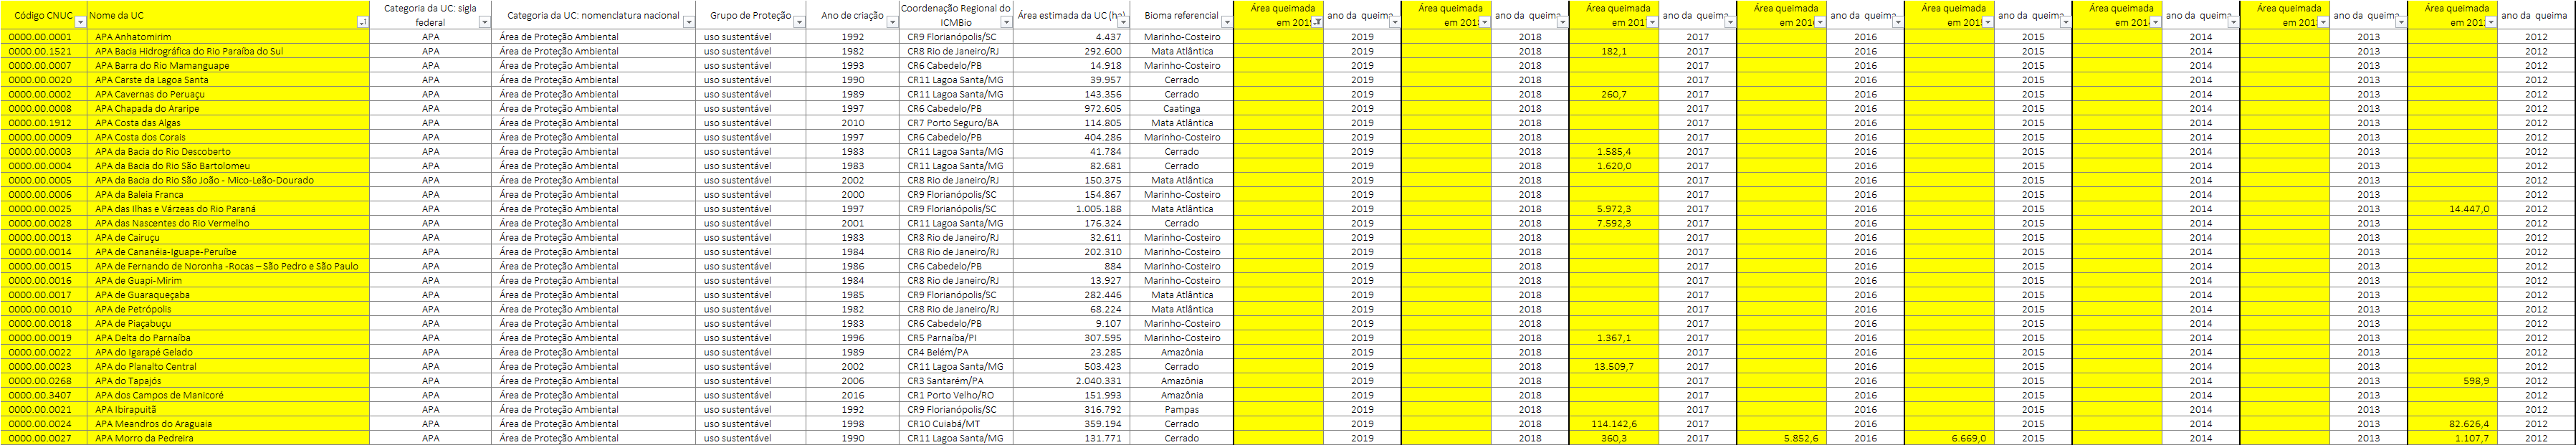 Código CNUC Nome da UC Categoria da UC: sigla federal Categoria da UC: nomenclatura nacional Grupo de Proteção Ano de criação Coordenação Regional do ICMBio Área estimada da UC (ha) Bioma referencial Área queimada em 2019 ano da queima Área queimada em 2018 ano da queima Área queimada em 2017 ano da queima Área queimada em 2016 ano da queima Área queimada em 2015 ano da queima Área queimada em 2014 ano da queima Área queimada em 2013 ano da queima Área queimada em 2012 ano da queima
0000.00.0001 APA Anhatomirim APA Área de Proteção Ambiental uso sustentável 1992 CR9 Florianópolis/SC 4.437 Marinho-Costeiro 2019 2018 2017 2016 2015 2014 2013 2012
0000.00.1521 APA Bacia Hidrográfica do Rio Paraíba do Sul APA Área de Proteção Ambiental uso sustentável 1982 CR8 Rio de Janeiro/RJ 292.600 Mata Atlântica 2019 2018 182,1 2017 2016 2015 2014 2013 2012
0000.00.0007 APA Barra do Rio Mamanguape APA Área de Proteção Ambiental uso sustentável 1993 CR6 Cabedelo/PB 14.918 Marinho-Costeiro 2019 2018 2017 2016 2015 2014 2013 2012
0000.00.0020 APA Carste da Lagoa Santa APA Área de Proteção Ambiental uso sustentável 1990 CR11 Lagoa Santa/MG 39.957 Cerrado 2019 2018 2017 2016 2015 2014 2013 2012
0000.00.0002 APA Cavernas do Peruaçu APA Área de Proteção Ambiental uso sustentável 1989 CR11 Lagoa Santa/MG 143.356 Cerrado 2019 2018 260,7 2017 2016 2015 2014 2013 2012
0000.00.0008 APA Chapada do Araripe APA Área de Proteção Ambiental uso sustentável 1997 CR6 Cabedelo/PB 972.605 Caatinga 2019 2018 2017 2016 2015 2014 2013 2012
0000.00.1912 APA Costa das Algas APA Área de Proteção Ambiental uso sustentável 2010 CR7 Porto Seguro/BA 114.805 Mata Atlântica 2019 2018 2017 2016 2015 2014 2013 2012
0000.00.0009 APA Costa dos Corais APA Área de Proteção Ambiental uso sustentável 1997 CR6 Cabedelo/PB 404.286 Marinho-Costeiro 2019 2018 2017 2016 2015 2014 2013 2012
0000.00.0003 APA da Bacia do Rio Descoberto APA Área de Proteção Ambiental uso sustentável 1983 CR11 Lagoa Santa/MG 41.784 Cerrado 2019 2018 1.585,4 2017 2016 2015 2014 2013 2012
0000.00.0004 APA da Bacia do Rio São Bartolomeu APA Área de Proteção Ambiental uso sustentável 1983 CR11 Lagoa Santa/MG 82.681 Cerrado 2019 2018 1.620,0 2017 2016 2015 2014 2013 2012
0000.00.0005 APA da Bacia do Rio São João - Mico-Leão-Dourado APA Área de Proteção Ambiental uso sustentável 2002 CR8 Rio de Janeiro/RJ 150.375 Mata Atlântica 2019 2018 2017 2016 2015 2014 2013 2012
0000.00.0006 APA da Baleia Franca APA Área de Proteção Ambiental uso sustentável 2000 CR9 Florianópolis/SC 154.867 Marinho-Costeiro 2019 2018 2017 2016 2015 2014 2013 2012
0000.00.0025 APA das Ilhas e Várzeas do Rio Paraná APA Área de Proteção Ambiental uso sustentável 1997 CR9 Florianópolis/SC 1.005.188 Mata Atlântica 2019 2018 5.972,3 2017 2016 2015 2014 2013 14.447,0 2012
0000.00.0028 APA das Nascentes do Rio Vermelho APA Área de Proteção Ambiental uso sustentável 2001 CR11 Lagoa Santa/MG 176.324 Cerrado 2019 2018 7.592,3 2017 2016 2015 2014 2013 2012
0000.00.0013 APA de Cairuçu APA Área de Proteção Ambiental uso sustentável 1983 CR8 Rio de Janeiro/RJ 32.611 Marinho-Costeiro 2019 2018 2017 2016 2015 2014 2013 2012
0000.00.0014 APA de Cananéia-Iguape-Peruíbe APA Área de Proteção Ambiental uso sustentável 1984 CR8 Rio de Janeiro/RJ 202.310 Marinho-Costeiro 2019 2018 2017 2016 2015 2014 2013 2012
0000.00.0015 APA de Fernando de Noronha -Rocas – São Pedro e São Paulo APA Área de Proteção Ambiental uso sustentável 1986 CR6 Cabedelo/PB 884 Marinho-Costeiro 2019 2018 2017 2016 2015 2014 2013 2012
0000.00.0016 APA de Guapi-Mirim APA Área de Proteção Ambiental uso sustentável 1984 CR8 Rio de Janeiro/RJ 13.927 Marinho-Costeiro 2019 2018 2017 2016 2015 2014 2013 2012
0000.00.0017 APA de Guaraqueçaba APA Área de Proteção Ambiental uso sustentável 1985 CR9 Florianópolis/SC 282.446 Mata Atlântica 2019 2018 2017 2016 2015 2014 2013 2012
0000.00.0010 APA de Petrópolis APA Área de Proteção Ambiental uso sustentável 1982 CR8 Rio de Janeiro/RJ 68.224 Mata Atlântica 2019 2018 2017 2016 2015 2014 2013 2012
0000.00.0018 APA de Piaçabuçu APA Área de Proteção Ambiental uso sustentável 1983 CR6 Cabedelo/PB 9.107 Marinho-Costeiro 2019 2018 2017 2016 2015 2014 2013 2012
0000.00.0019 APA Delta do Parnaíba APA Área de Proteção Ambiental uso sustentável 1996 CR5 Parnaíba/PI 307.595 Marinho-Costeiro 2019 2018 1.367,1 2017 2016 2015 2014 2013 2012
0000.00.0022 APA do Igarapé Gelado APA Área de Proteção Ambiental uso sustentável 1989 CR4 Belém/PA 23.285 Amazônia 2019 2018 2017 2016 2015 2014 2013 2012
0000.00.0023 APA do Planalto Central APA Área de Proteção Ambiental uso sustentável 2002 CR11 Lagoa Santa/MG 503.423 Cerrado 2019 2018 13.509,7 2017 2016 2015 2014 2013 2012
0000.00.0268 APA do Tapajós APA Área de Proteção Ambiental uso sustentável 2006 CR3 Santarém/PA 2.040.331 Amazônia 2019 2018 2017 2016 2015 2014 2013 598,9 2012
0000.00.3407 APA dos Campos de Manicoré APA Área de Proteção Ambiental uso sustentável 2016 CR1 Porto Velho/RO 151.993 Amazônia 2019 2018 2017 2016 2015 2014 2013 2012
0000.00.0021 APA Ibirapuitã APA Área de Proteção Ambiental uso sustentável 1992 CR9 Florianópolis/SC 316.792 Pampas 2019 2018 2017 2016 2015 2014 2013 2012
0000.00.0024 APA Meandros do Araguaia APA Área de Proteção Ambiental uso sustentável 1998 CR10 Cuiabá/MT 359.194 Cerrado 2019 2018 114.142,6 2017 2016 2015 2014 2013 82.626,4 2012
0000.00.0027 APA Morro da Pedreira APA Área de Proteção Ambiental uso sustentável 1990 CR11 Lagoa Santa/MG 131.771 Cerrado 2019 2018 360,3 2017 5.852,6 2016 6.669,0 2015 2014 2013 1.107,7 2012